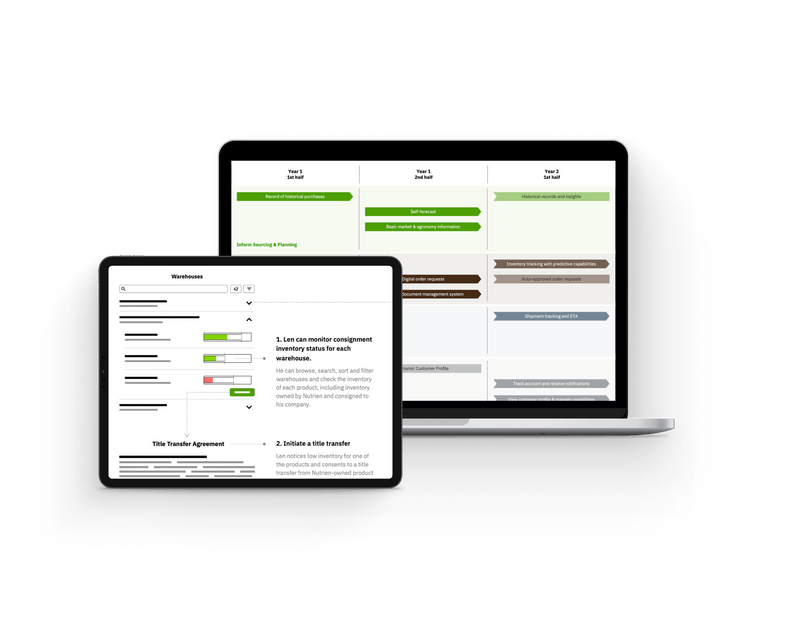 Year 1
1st half
Year 1
2nd half
Year 2
1st half
Record of historical purchases
Historical records and insights
Self-forecast
Basic market & agronomy information
Inform Sourcing & Planning
Inventory tracking with predictive capabilities
Digital order requests
Auto-approved order requests
document management system
Shipment tracking and ETA
Customer Profile
Track account and receive notifications
View customer profile & manage
Warehouses
AZ
1. Len can monitor consignment
inventory status for each
warehouse.
He can browse, search, sort and filter
warehouses and check the inventory
of each product, including inventory
owned by Nutrien and consigned to
his company.
Title Transfer Agreement
2. Initiate a title transfer
Len notices low inventory for one of
the products and consents to a title
transfer from Nutrien-owned product